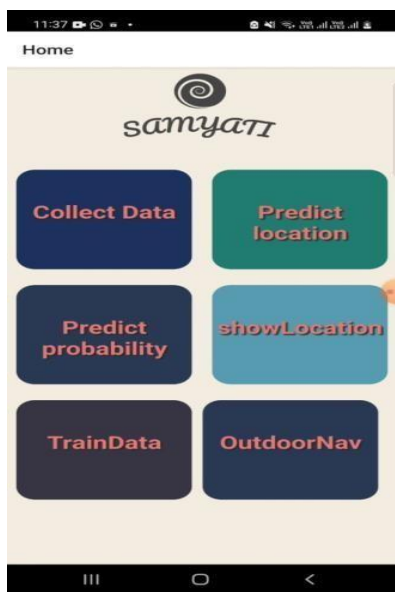 11:37
Home
samyati
Collect Data
Predict
location
Predict
probability
showLocation
TrainData
OutdoorNav